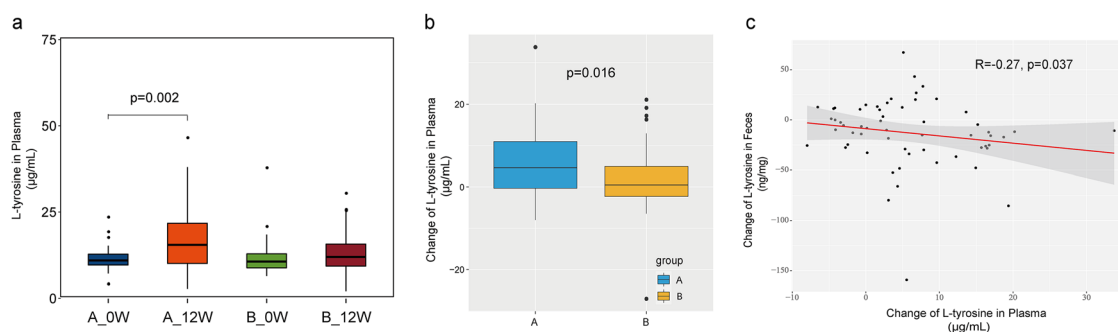 a
L-tyrosine in Plasma
(μg/mL)
75
50
25
0
p=0.002
A_0W
A_12W
B_0W
B_12W
b
Change of L-tyrosine in Plasma
(μg/mL)
20
0
−20
p=0.016
group
A
B
A
B
c
Change of L-tyrosine in Feces
(ng/mg)
50
0
−50
−100
−150
R=-0.27, p=0.037
−10
0
10
20
30
Change of L-tyrosine in Plasma
(μg/mL)